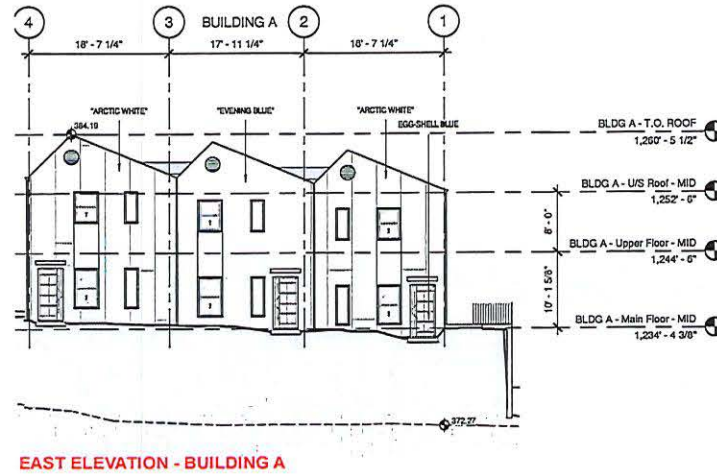 4
3
BUILDING A
2
1
18' - 7 1/4"
17' - 11 1/4"
18' - 7 1/4"
"ARCTIC WHITE"
"EVENING BLUE"
"ARCTIC WHITE"
EGG-SHELL BLUE
384.19
BLDG A - T.O. ROOF
1,260' - 5 1/2"
BLDG A - U/S Roof - MID
1,252' - 6"
8' - 0"
BLDG A - Upper Floor - MID
1,244' - 6"
10' - 1 5/8"
BLDG A - Main Floor - MID
1,234' - 4 3/8"
372.27
EAST ELEVATION - BUILDING A